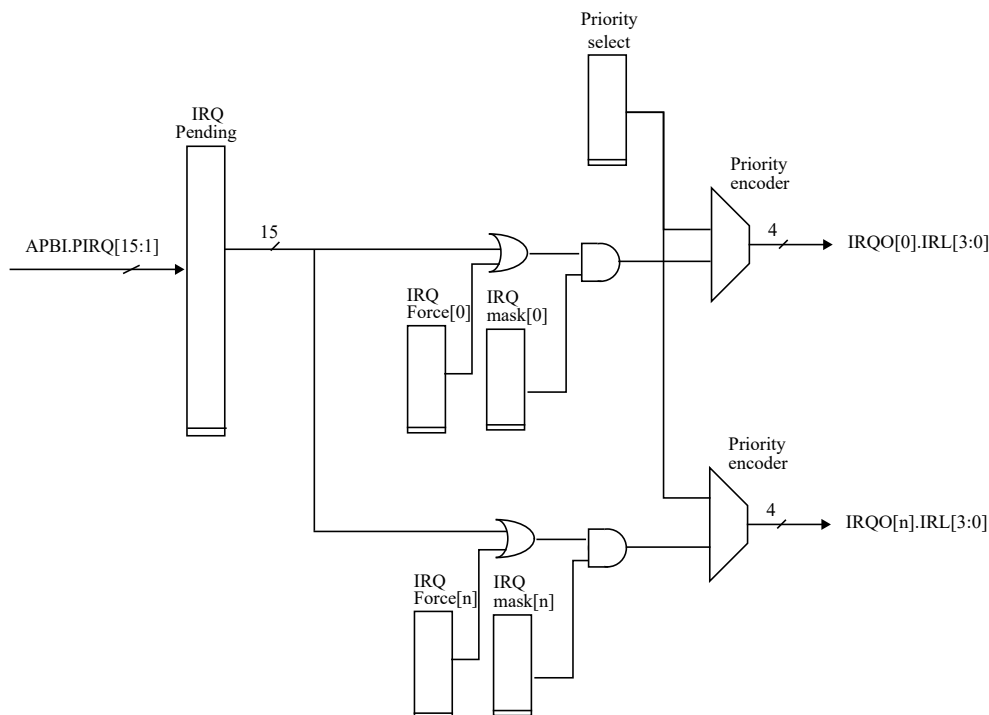 Priority
select
IRQ
Pending
Priority
encoder
APBI.PIRQ[15:1]
15
4
IRQO[0].IRL[3:0]
IRQ
Force[0]
IRQ
mask[0]
Priority
encoder
4
IRQO[n].IRL[3:0]
IRQ
Force[n]
IRQ
mask[n]